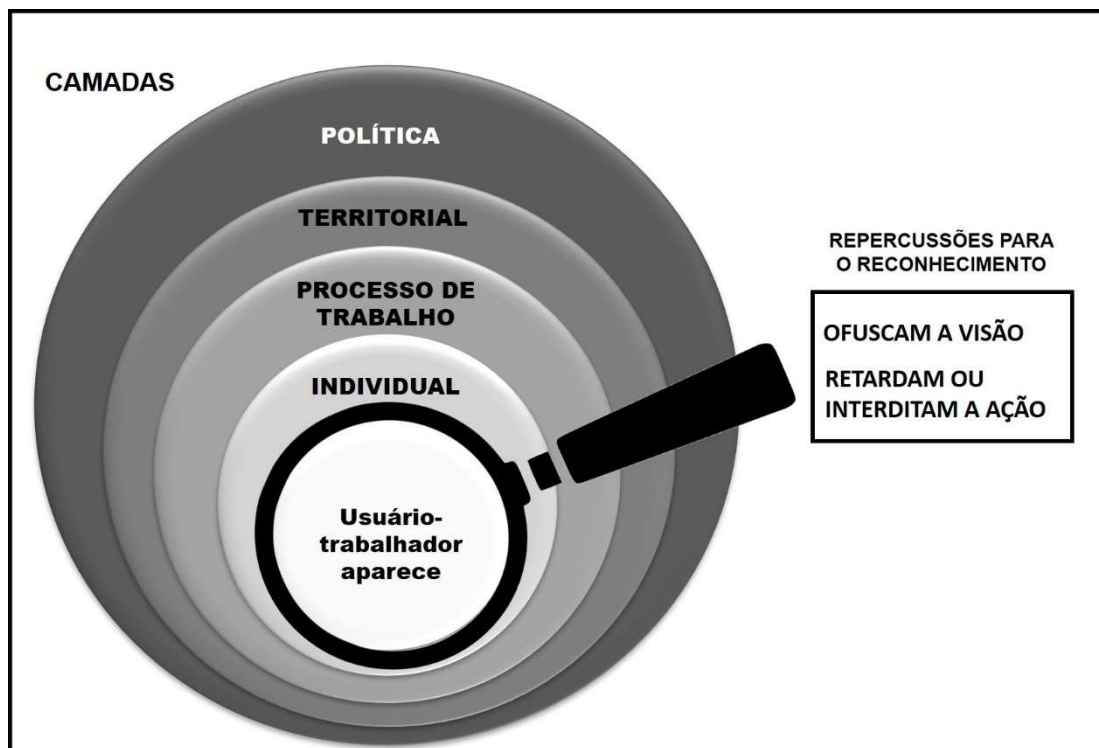 CAMADAS
POLÍTICA
TERRITORIAL
PROCESSO DE
TRABALHO
INDIVIDUAL
Usuário-
trabalhador
aparece
REPERCUSSÕES PARA
O RECONHECIMENTO
OFUSCAM A VISÃO
RETARDAM OU
INTERDITAM A AÇÃO